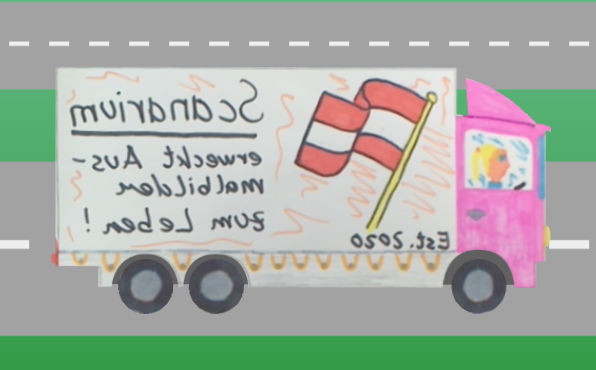 Scanarium
erweckt Aus-
malbilder
zum Leben!
Est. 2020